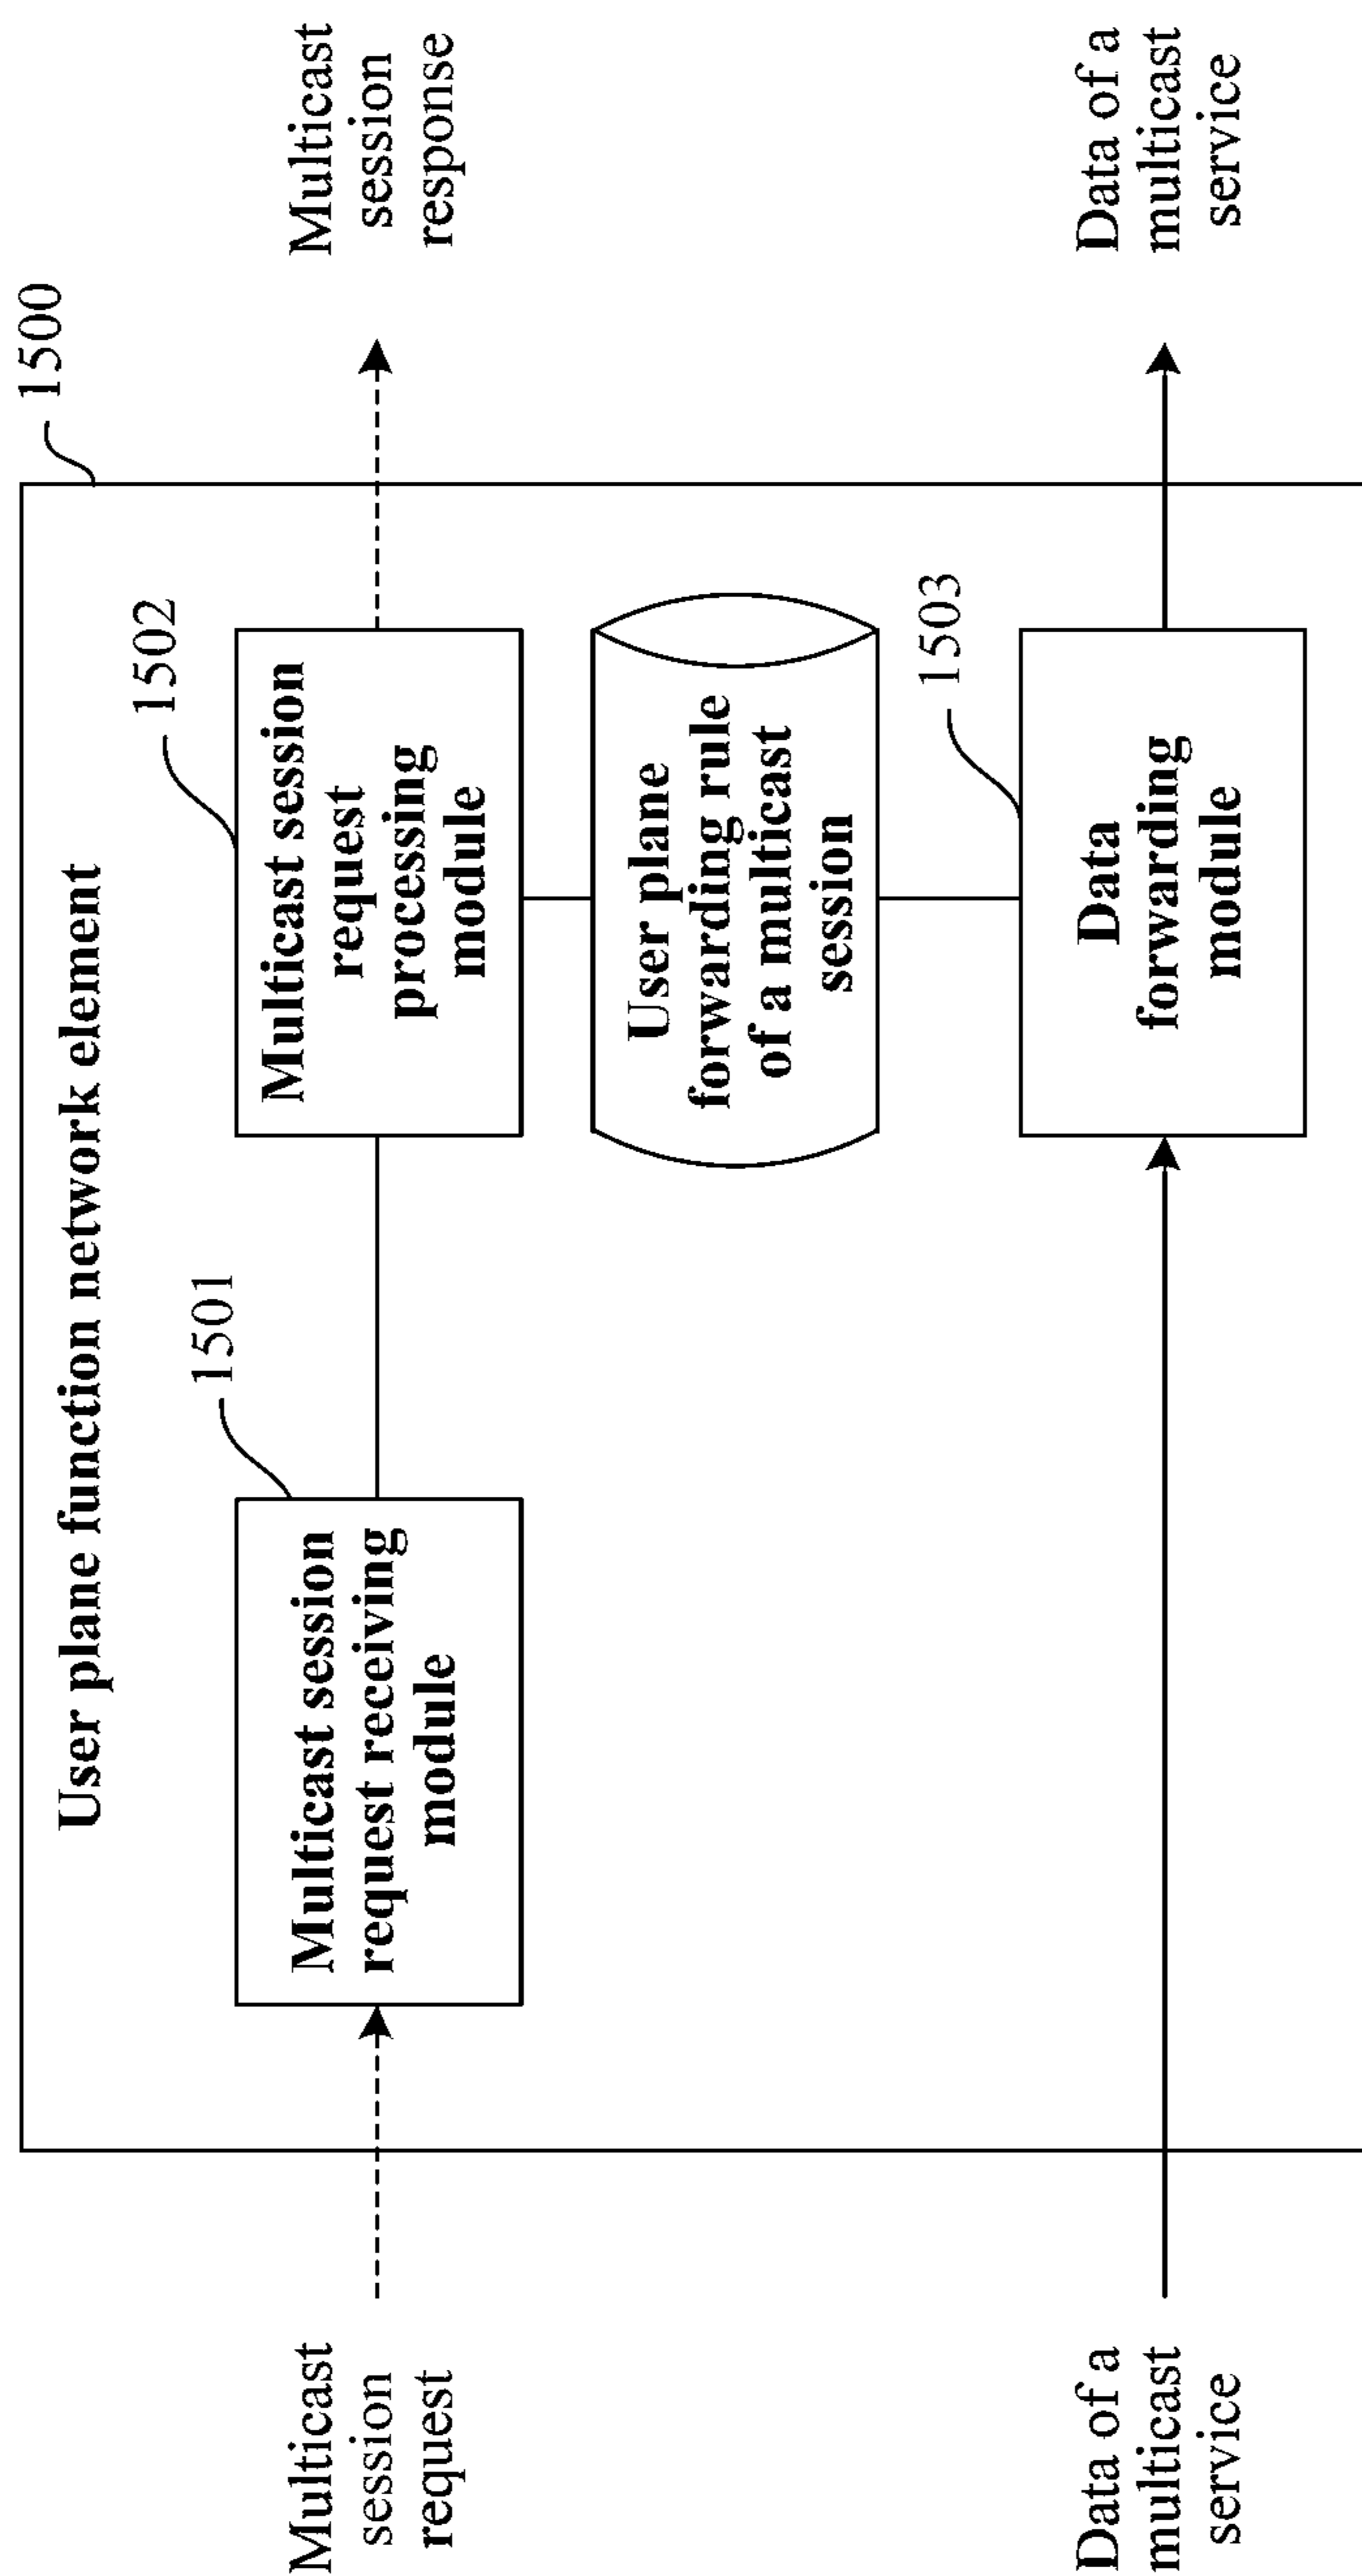 1500
User plane function network element
1501
1502
Multicast
session
request
Multicast session
request receiving
module
Multicast session
request
processing
module
Multicast
session
response
User plane
forwarding rule
of a multicast
session
1503
Data of a
multicast
service
Data
forwarding
module
Data of a
multicast
service